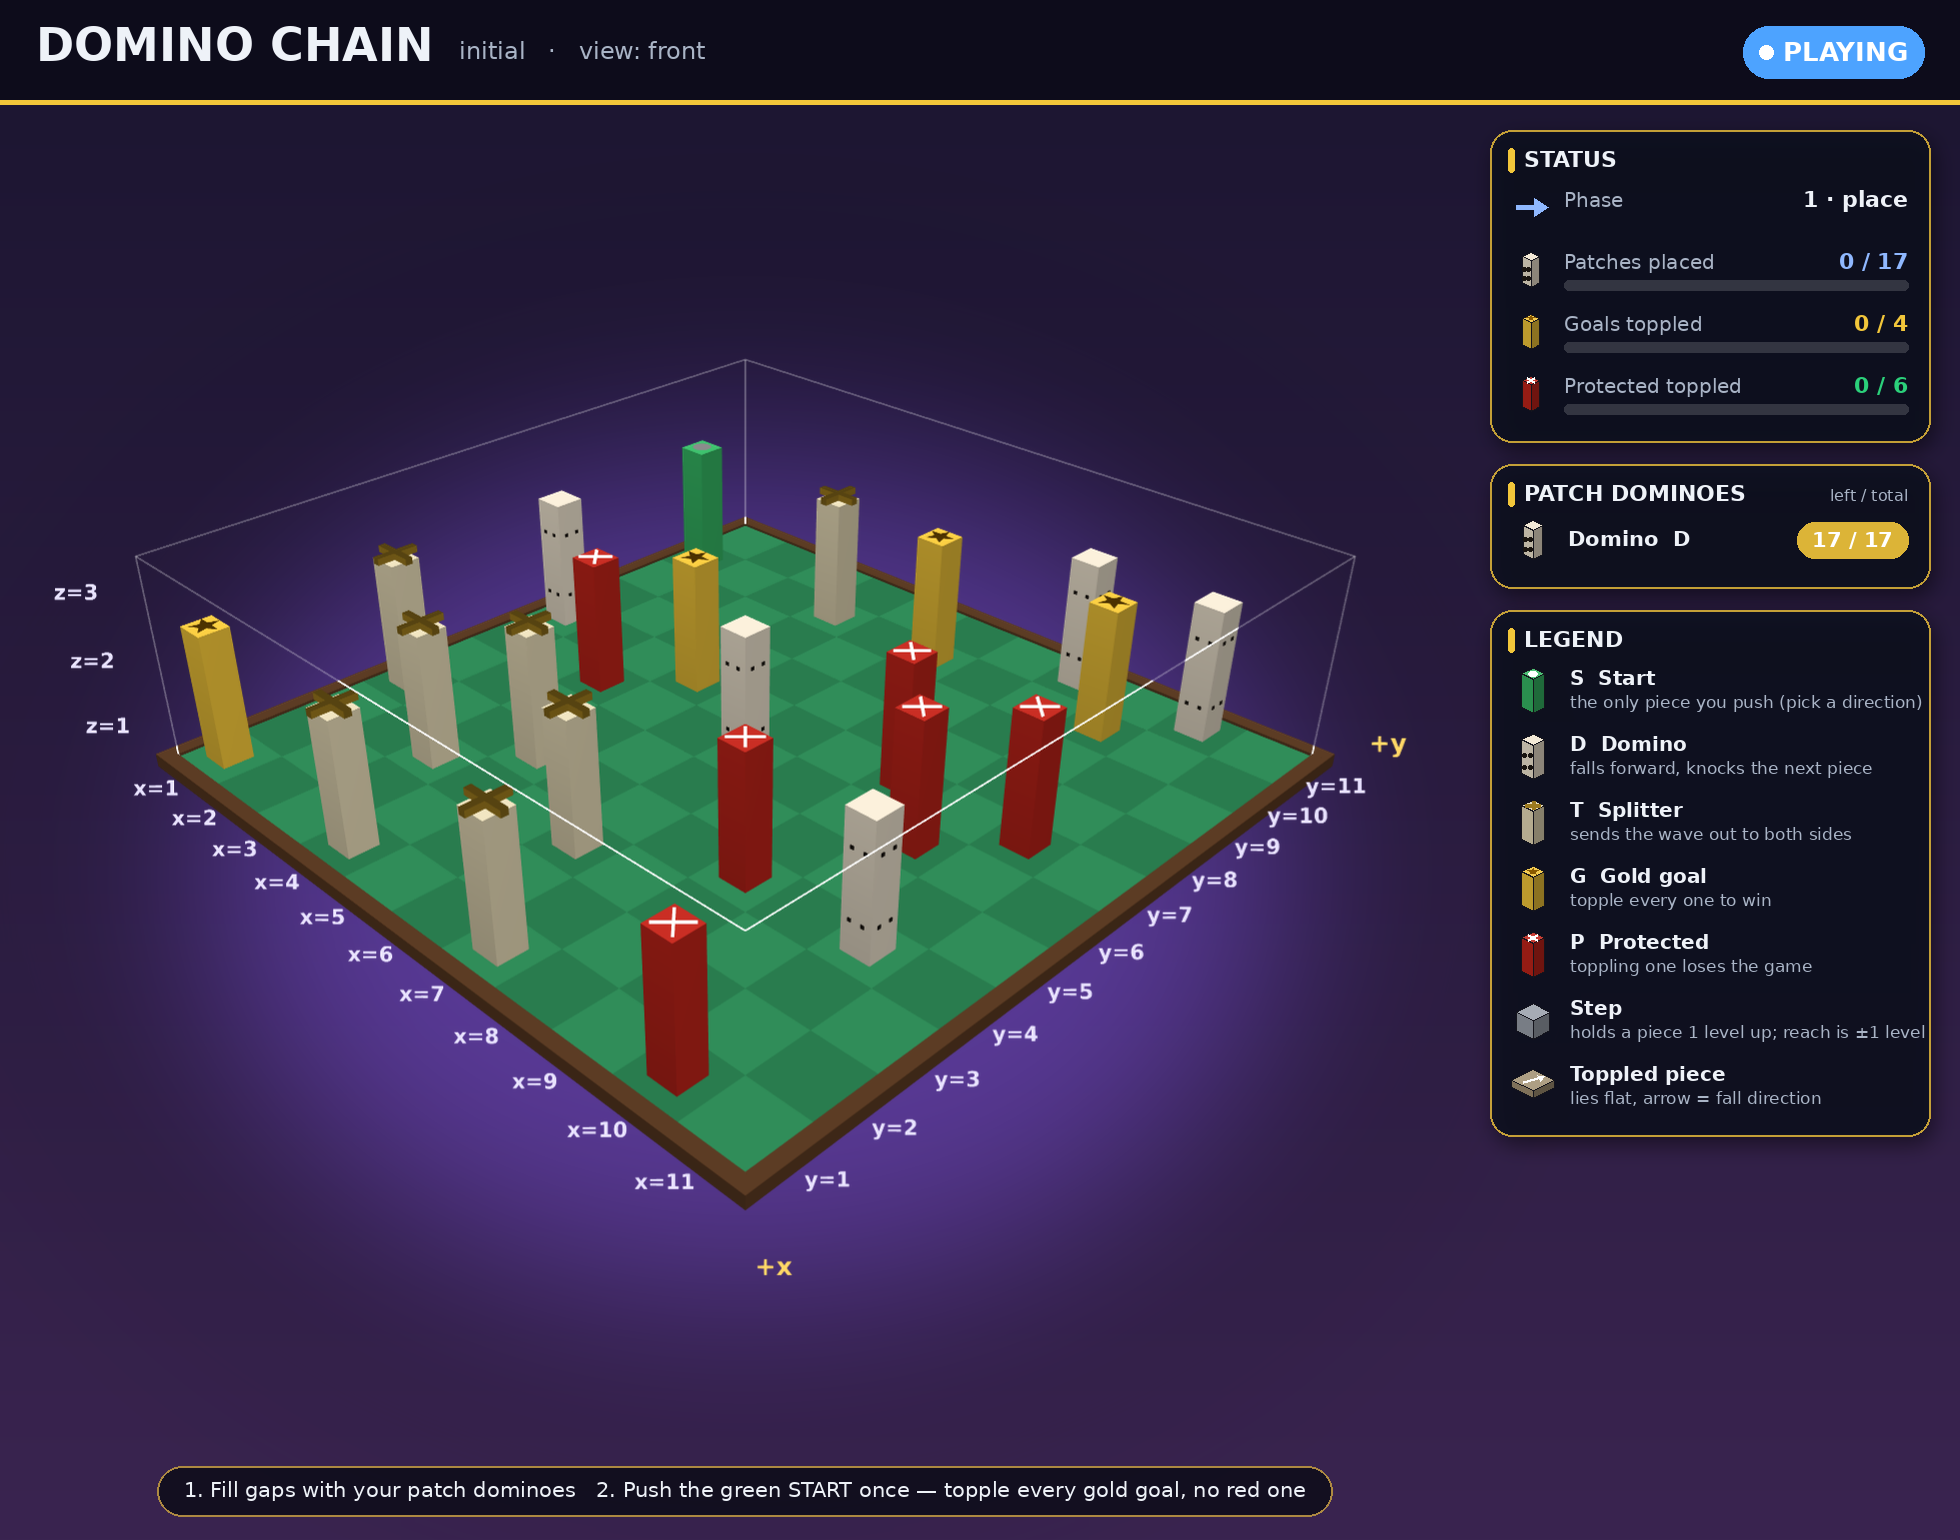 DOMINO CHAIN initial · view: front
PLAYING
STATUS
Phase 1 · place
Patches placed 0 / 17
Goals toppled 0 / 4
Protected toppled 0 / 6
PATCH DOMINOES left / total
Domino D 17 / 17
LEGEND
S Start
the only piece you push (pick a direction)
D Domino
falls forward, knocks the next piece
T Splitter
sends the wave out to both sides
G Gold goal
topple every one to win
P Protected
toppling one loses the game
Step
holds a piece 1 level up; reach is ±1 level
Toppled piece
lies flat, arrow = fall direction
z=3
z=2
z=1
x=1
x=2
x=3
x=4
x=5
x=6
x=7
x=8
x=9
x=10
x=11
+x
y=1
y=2
y=3
y=4
y=5
y=6
y=7
y=8
y=9
y=10
y=11
+y
1. Fill gaps with your patch dominoes 2. Push the green START once — topple every gold goal, no red one